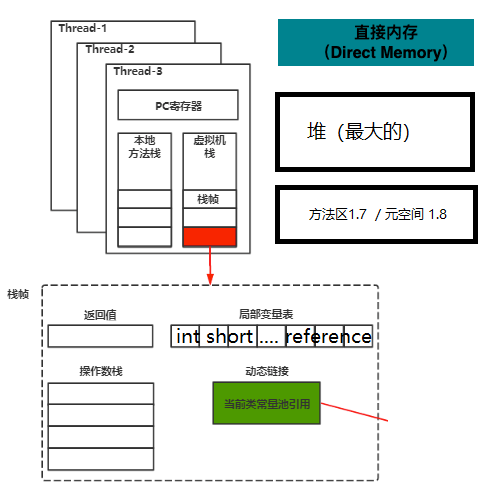 Thread-1
Thread-2
Thread-3
PC寄存器
本地
方法栈
虚拟机
栈
栈帧
直接内存
（Direct Memory）
堆（最大的）
方法区1.7 / 元空间 1.8
栈帧
返回值
局部变量表
int short .... reference
操作数栈
动态链接
当前类常量池引用